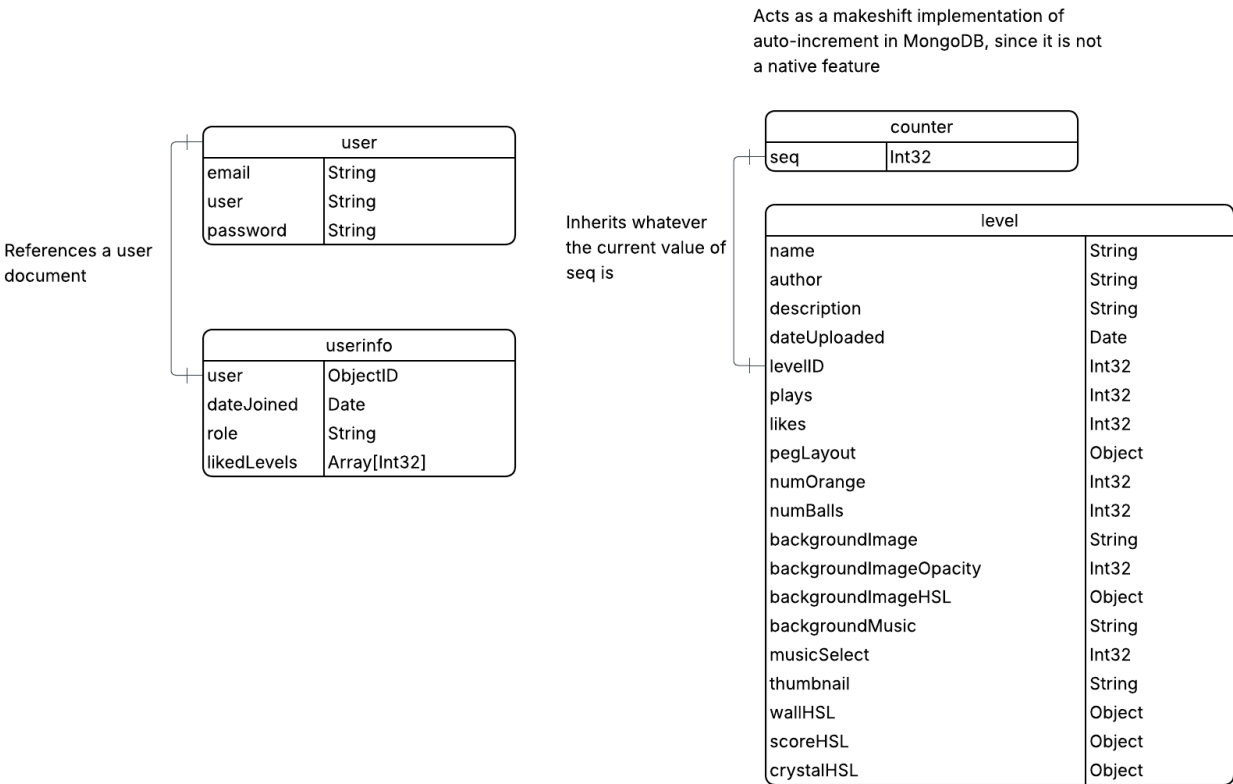 Acts as a makeshift implementation of
auto-increment in MongoDB, since it is not
a native feature
user
email String
user String
password String
References a user
document
userinfo
user ObjectID
dateJoined Date
role String
likedLevels Array[Int32]
counter
seq Int32
Inherits whatever
the current value of
seq is
level
name String
author String
description String
dateUploaded Date
levelID Int32
plays Int32
likes Int32
pegLayout Object
numOrange Int32
numBalls Int32
backgroundImage String
backgroundImageOpacity Int32
backgroundImageHSL Object
backgroundMusic String
musicSelect Int32
thumbnail String
wallHSL Object
scoreHSL Object
crystalHSL Object